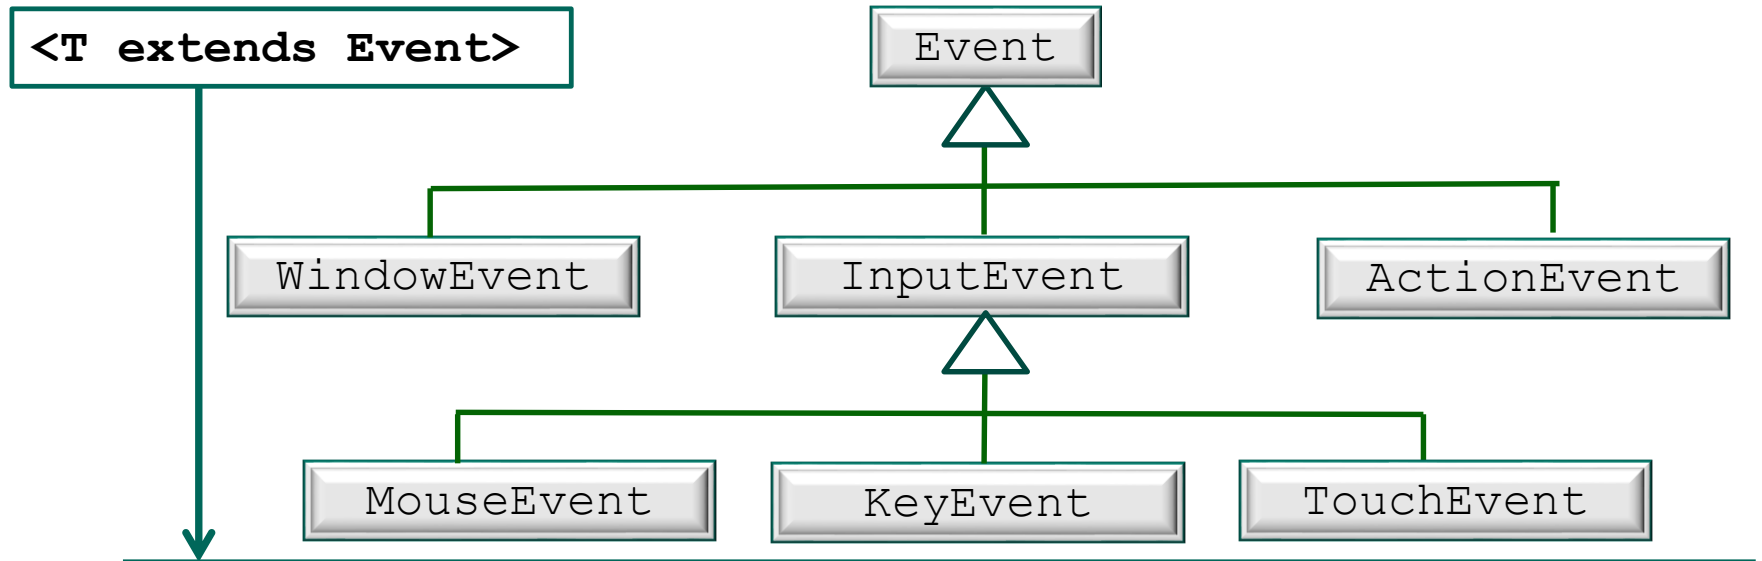 <T extends Event>
Event
WindowEvent
InputEvent
ActionEvent
MouseEvent
KeyEvent
TouchEvent